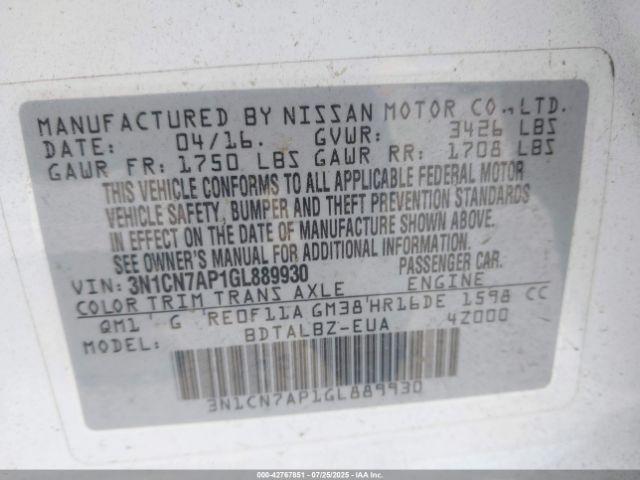 MANUFACTURED BY NISSAN MOTOR CO.,LTD.
DATE: 04/16. GVWR: 3426 LBS
GAWR FR: 1750 LBS GAWR RR: 1708 LBS
THIS VEHICLE CONFORMS TO ALL APPLICABLE FEDERAL MOTOR
VEHICLE SAFETY, BUMPER AND THEFT PREVENTION STANDARDS
IN EFFECT ON THE DATE OF MANUFACTURE SHOWN ABOVE.
SEE OWNER'S MANUAL FOR ADDITIONAL INFORMATION.
VIN: 3N1CN7AP1GL889930 PASSENGER CAR.
COLOR TRIM TRANS AXLE ENGINE
QM1 ' G 'RE0F11A GM38'HR16DE 1598 CC
MODEL: BDTALBZ-EUA 4Z000
3N1CN7AP1GL889930
000-42767851 | 07/25/2025 - IAA, Inc.